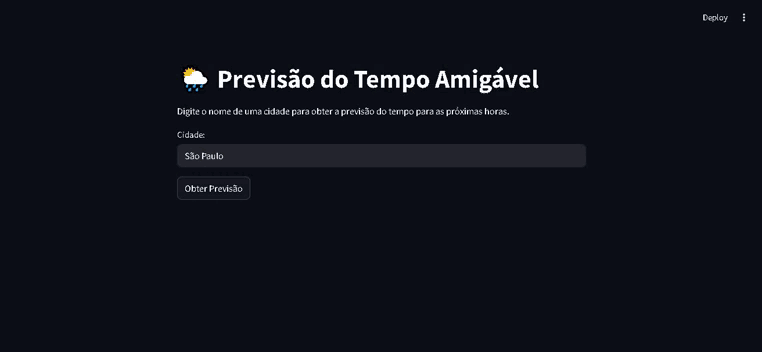 Deploy
Previsão do Tempo Amigável
Digite o nome de uma cidade para obter a previsão do tempo para as próximas horas.
Cidade:
São Paulo
Obter Previsão